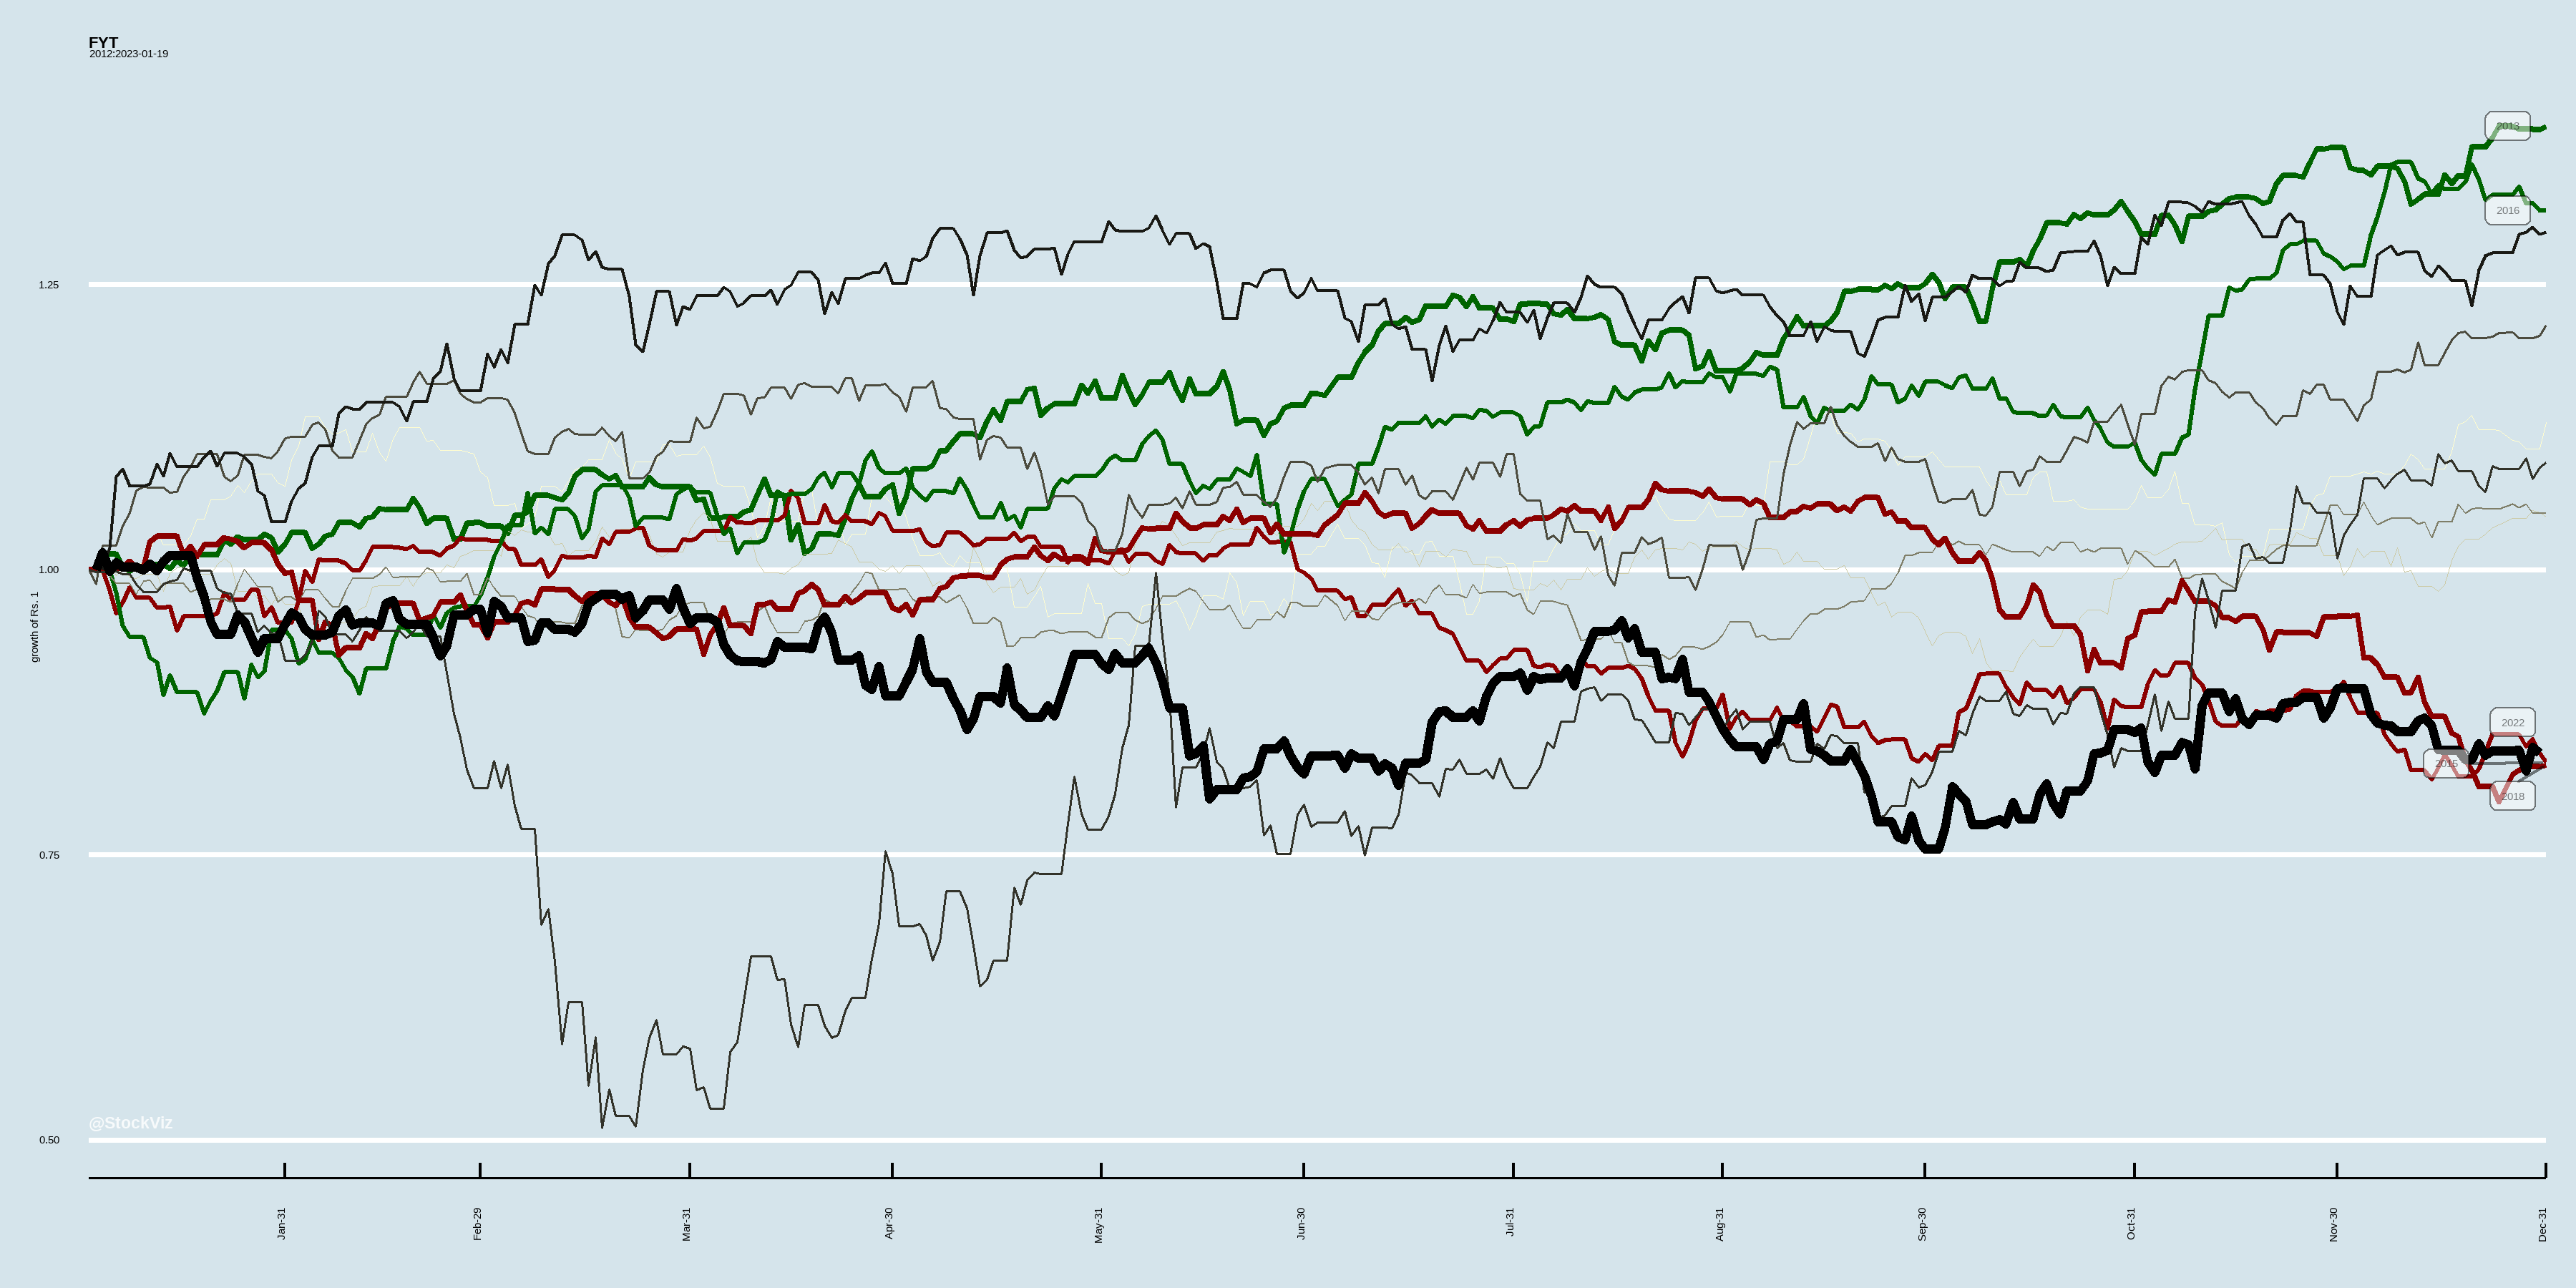 FYT
2012:2023-01-19
2013
2016
1.25
1.00
growth of Rs. 1
2022
2015
2018
0.75
@StockViz
0.50
Jan-31
Feb-29
Mar-31
Apr-30
May-31
Jun-30
Jul-31
Aug-31
Sep-30
Oct-31
Nov-30
Dec-31